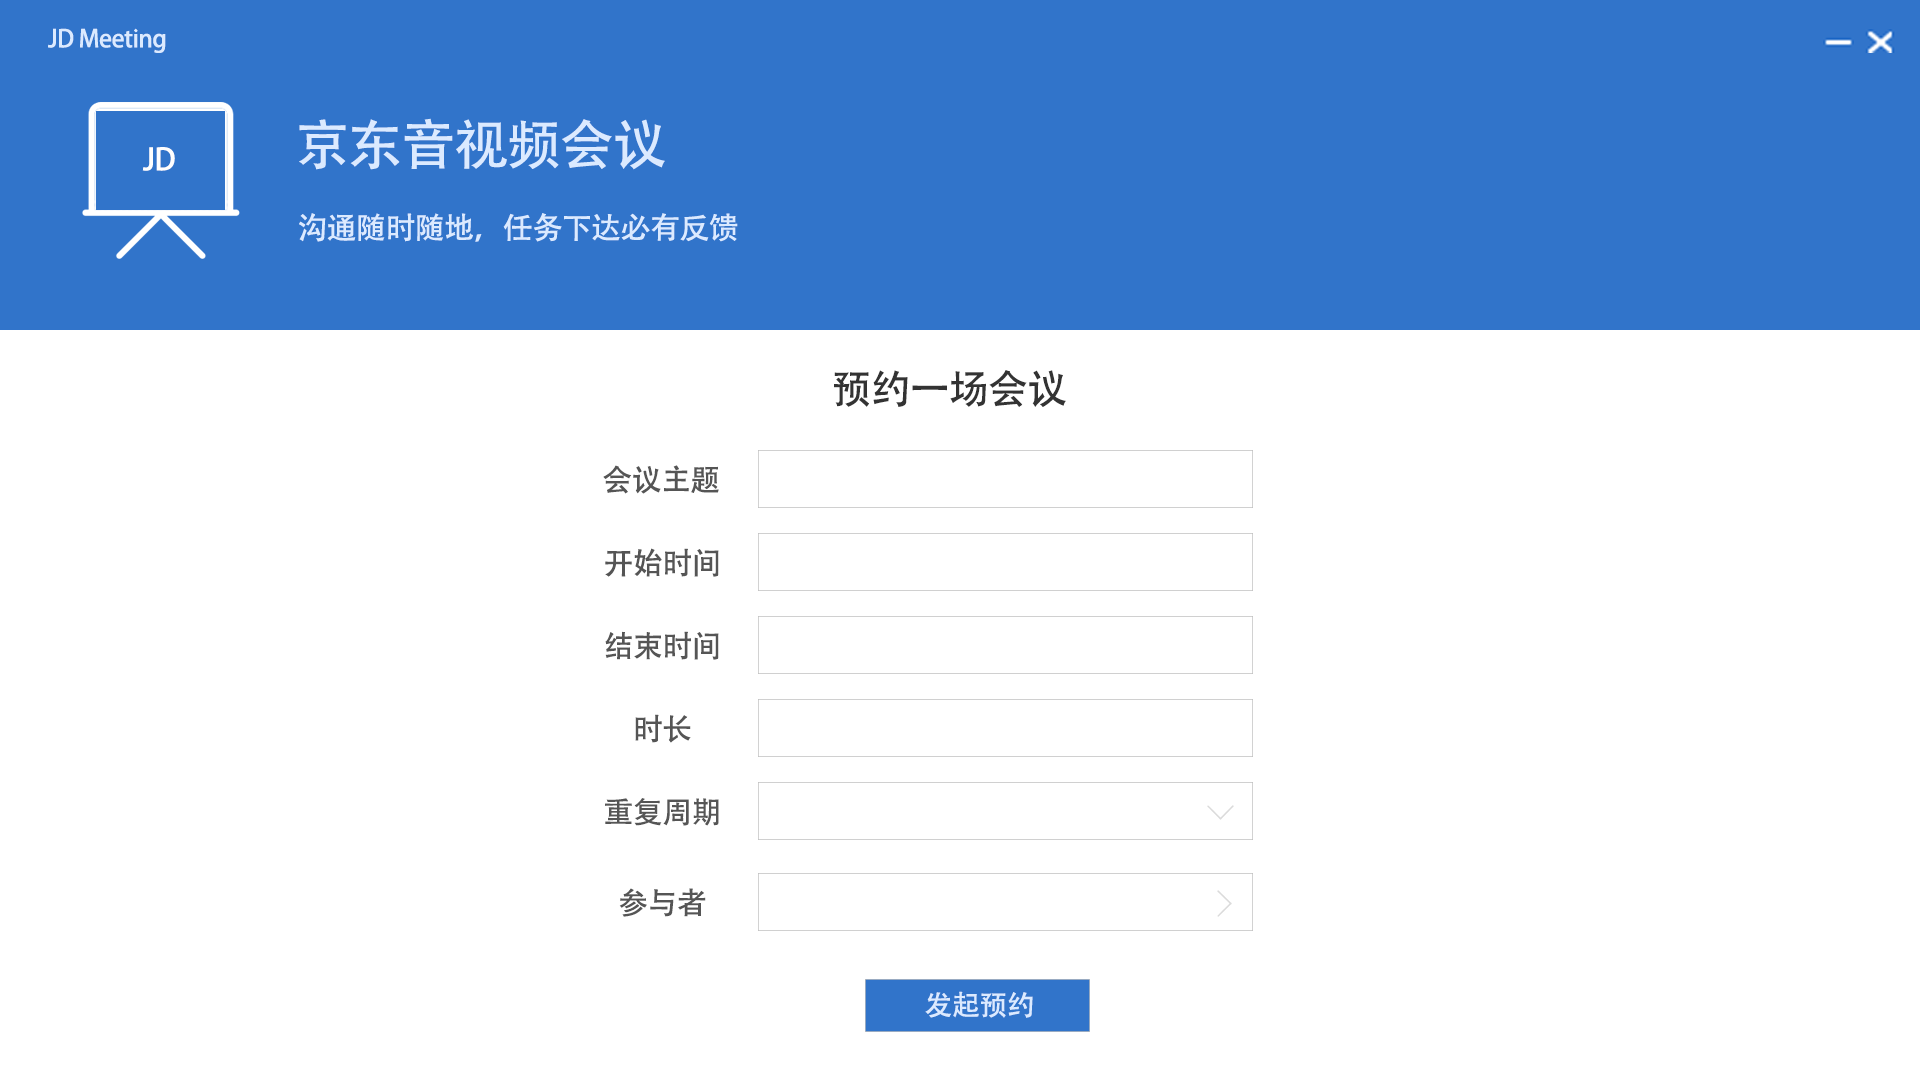 JD Meeting
JD
京东音视频会议
沟通随时随地，任务下达必有反馈
预约一场会议
会议主题
开始时间
结束时间
时长
重复周期
参与者
发起预约